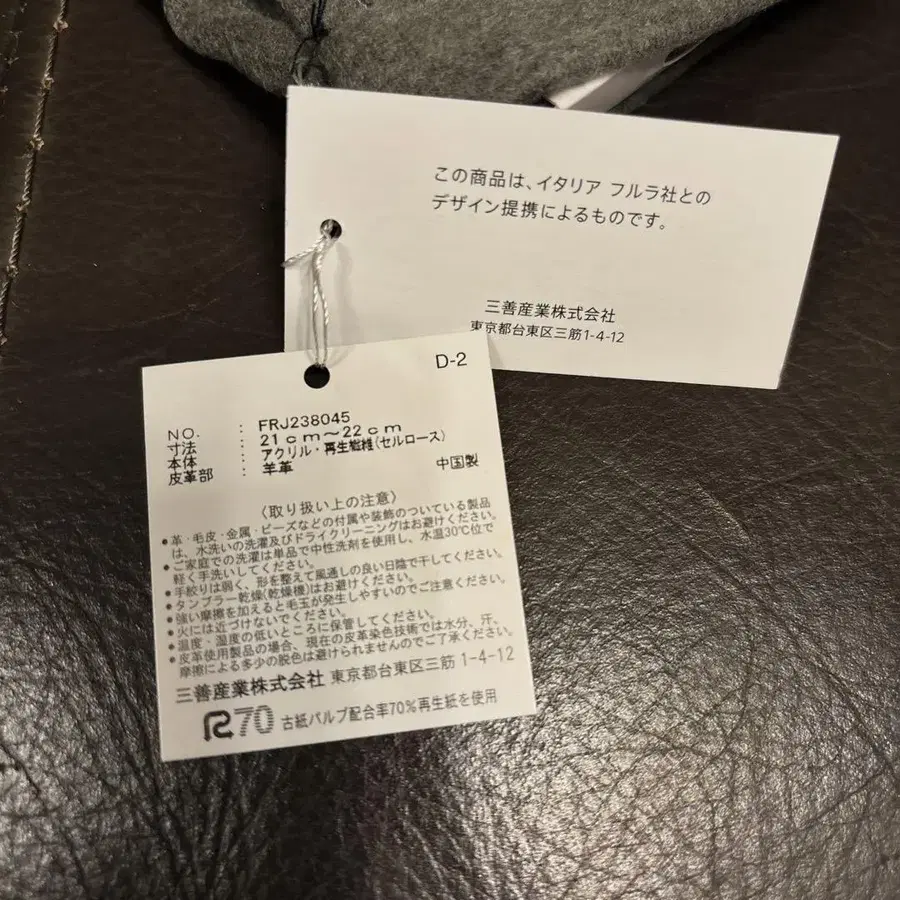 この商品は、イタリア フルラ社との
デザイン提携によるものです。
三善産業株式会社
東京都台東区三筋1-4-12
D-2
NO. : FRJ238045
寸法 : 21cm～22cm
本体 : アクリル・再生繊維(セルロース)
皮革部 : 羊革 中国製
〈取り扱い上の注意〉
●革・毛皮・金属・ビーズなどの付属や装飾のついている製品
は、水洗いの洗濯及びドライクリーニングはお避けください。
●ご家庭での洗濯は単品で中性洗剤を使用し、水温30℃位で
軽く手洗いしてください。
●手絞りは弱く、形を整えて風通しの良い日陰で干してください。
●タンブラー乾燥(乾燥機)はお避けください。
●強い摩擦を加えると毛玉が発生しやすいのでご注意ください。
●火には近づけないでください。
●温度・湿度の低いところに保管してください。
●皮革使用製品の場合、現在の皮革染色技術では水分、汗、
摩擦による多少の脱色は避けられませんのでご了承ください。
三善産業株式会社 東京都台東区三筋 1-4-12
R70 古紙パルプ配合率70%再生紙を使用